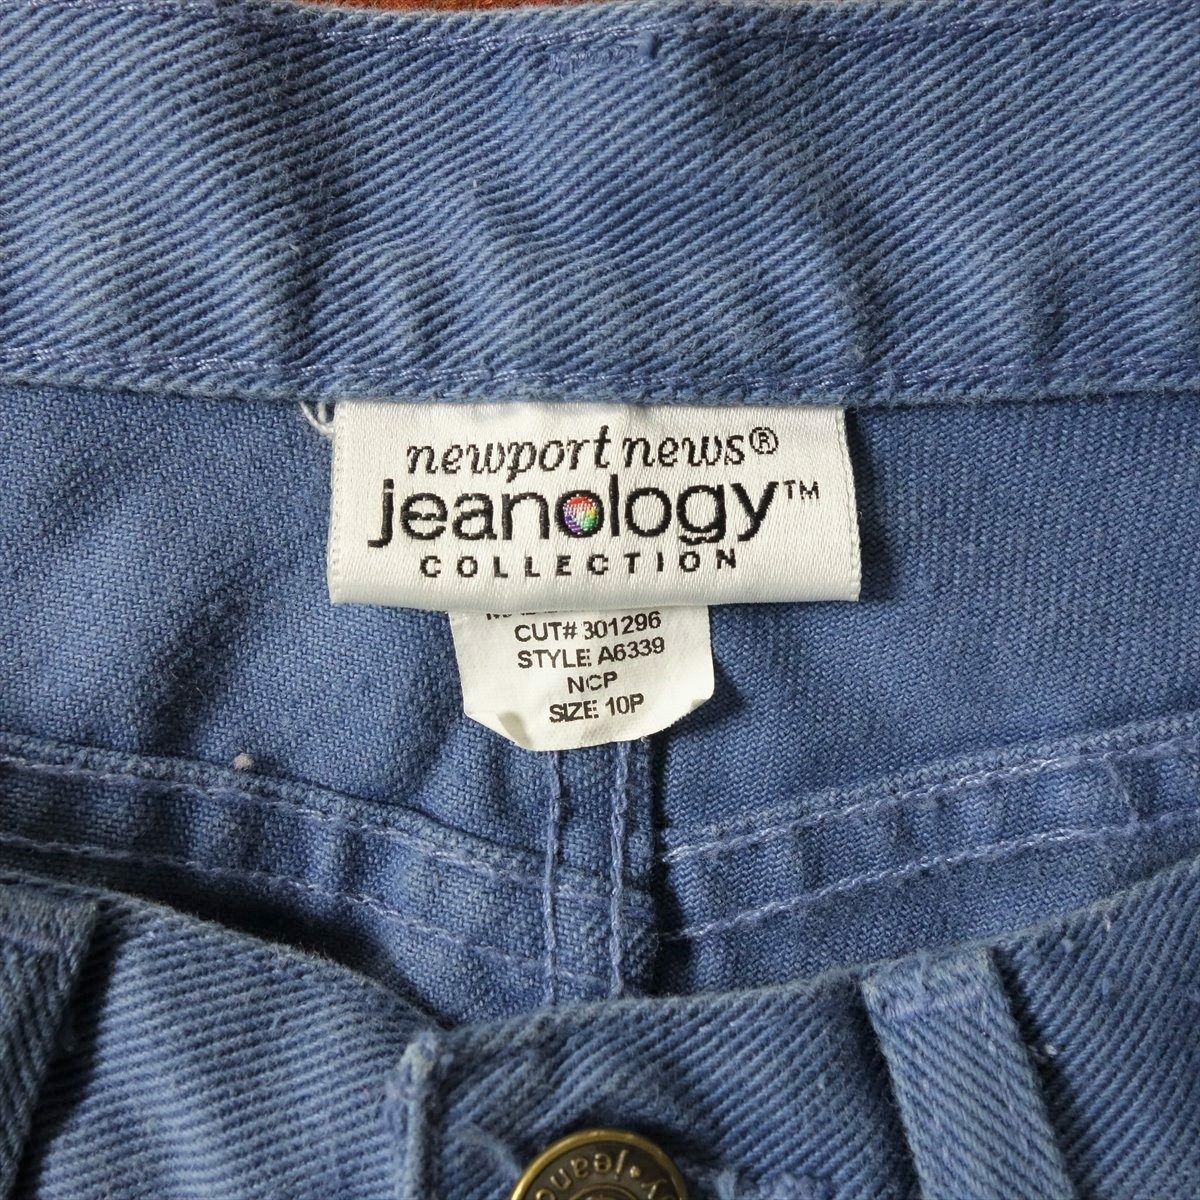 newport news®
jeanology™
COLLECTION
CUT# 301296
STYLE: A6339
NCP
SIZE: 10P